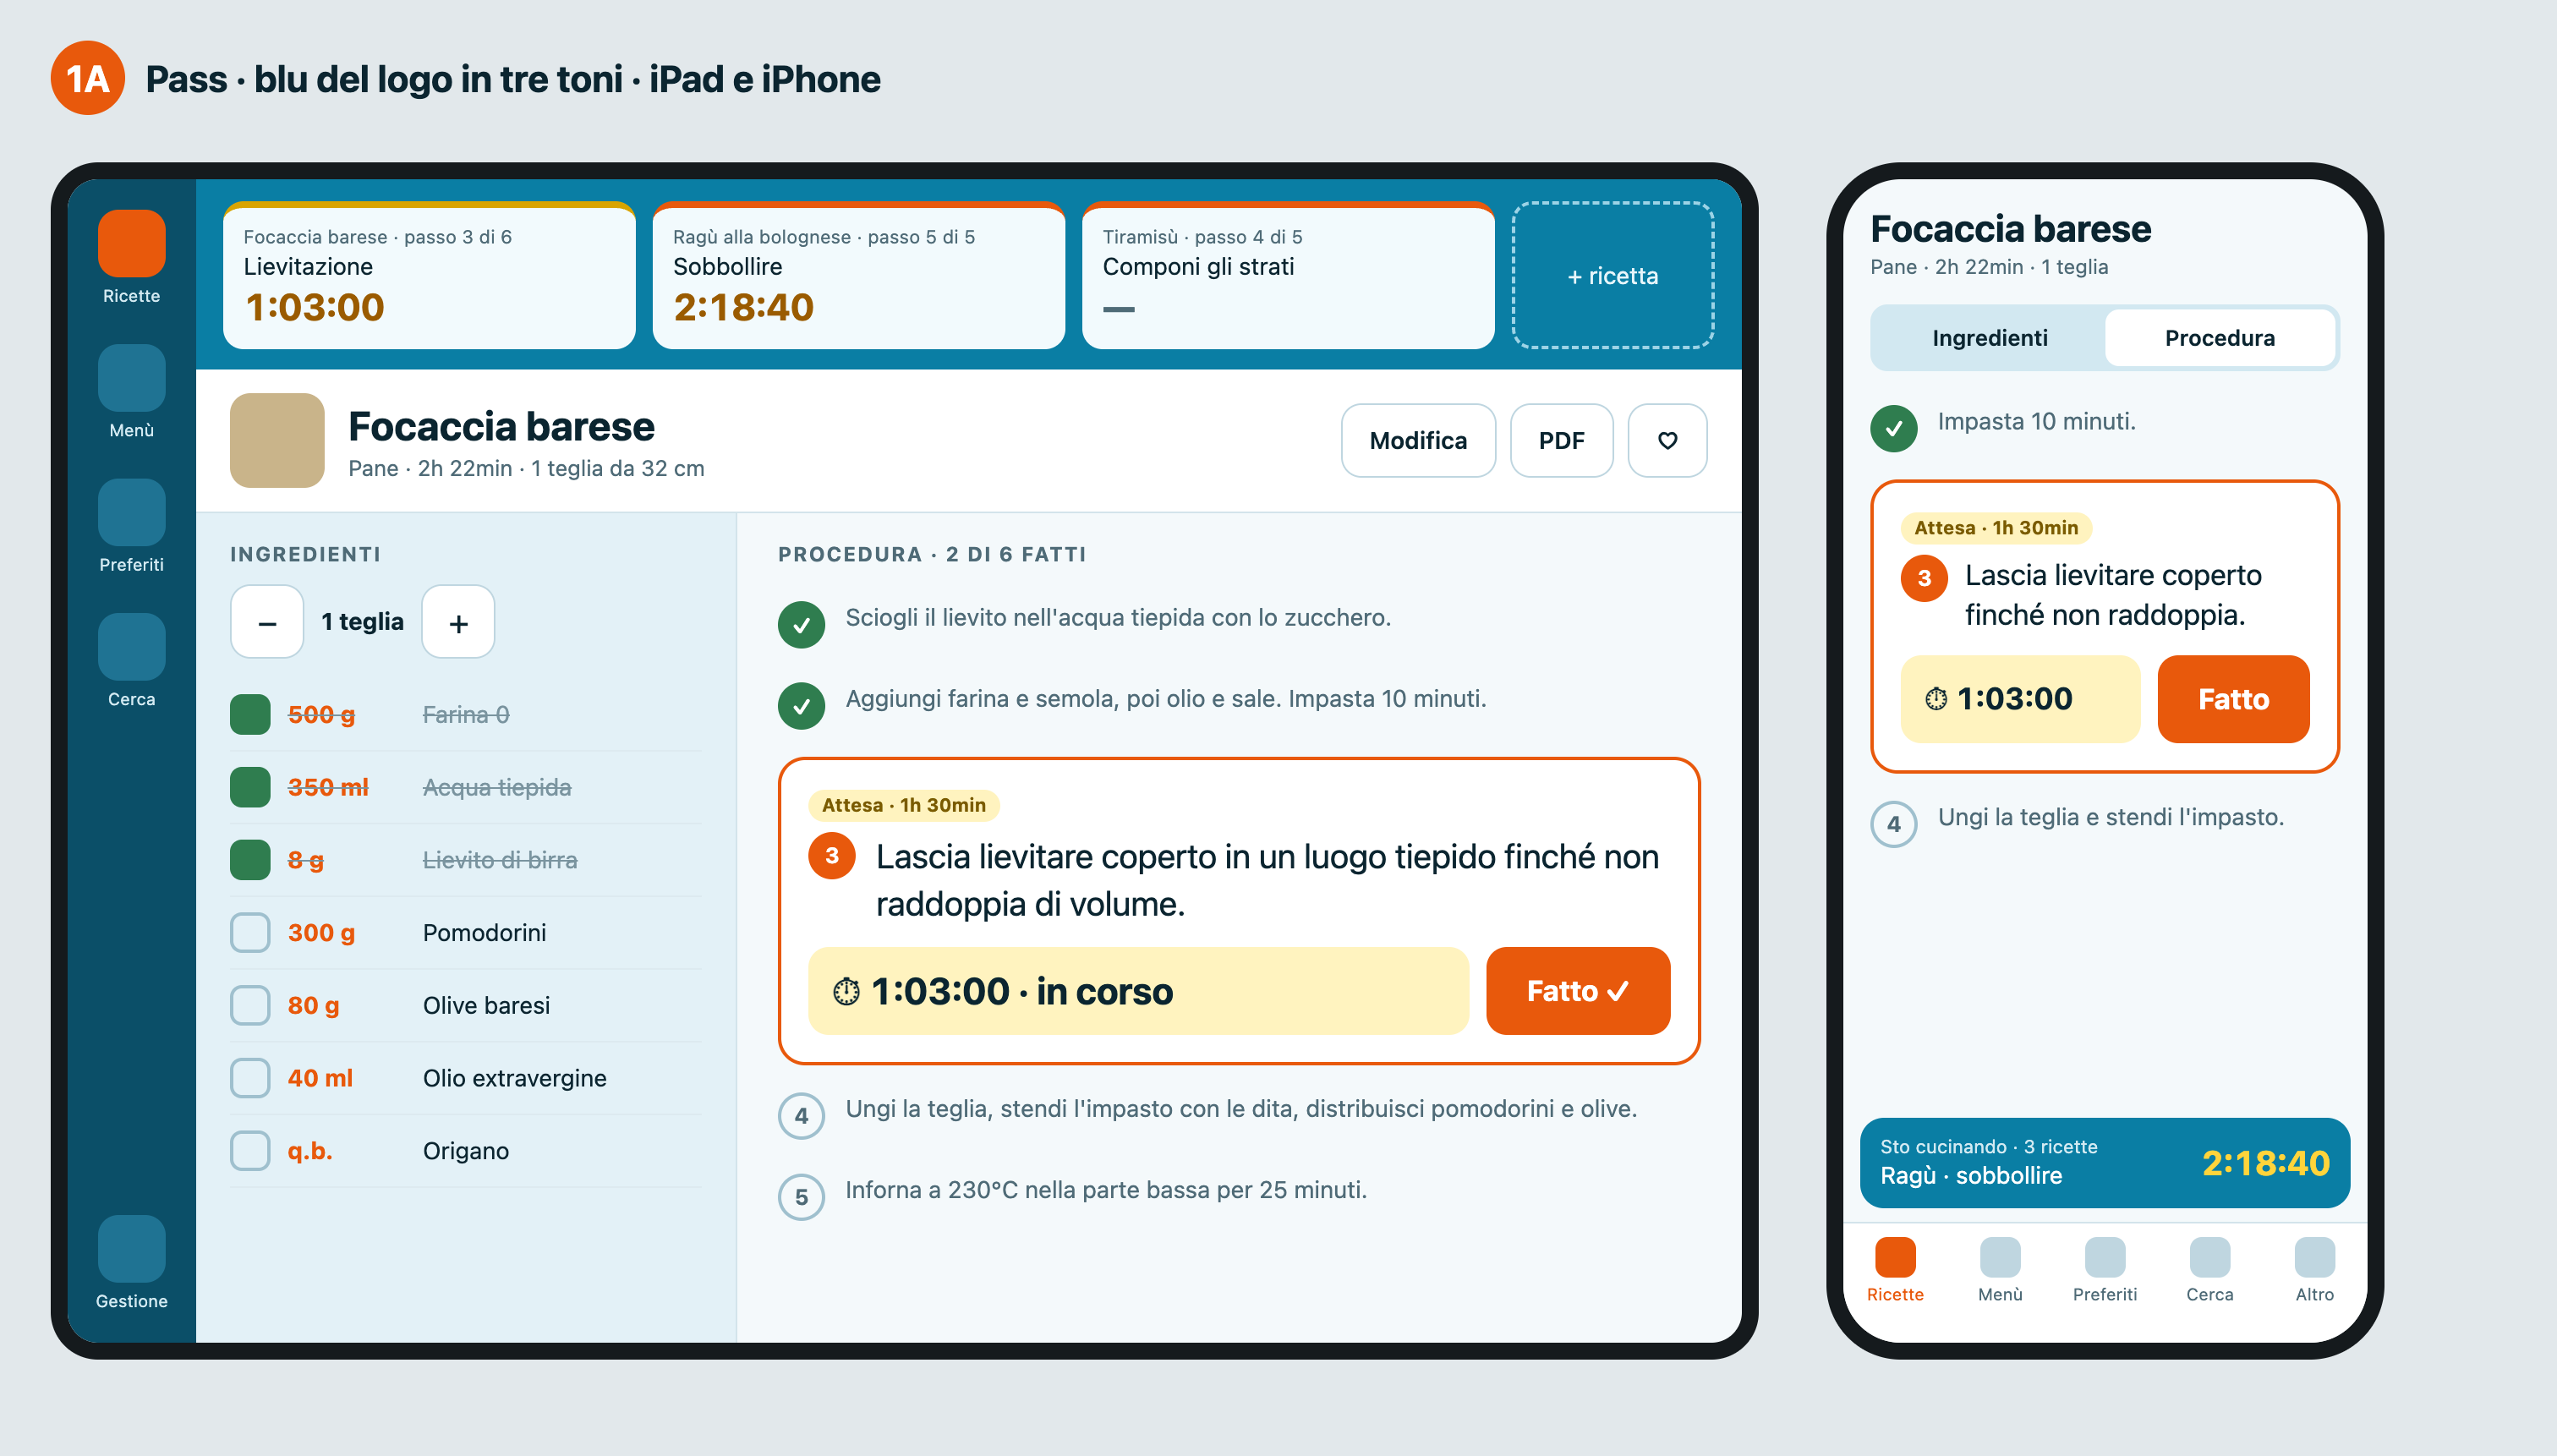 1A
Pass · blu del logo in tre toni · iPad e iPhone
Ricette
Menù
Preferiti
Cerca
Gestione
Focaccia barese · passo 3 di 6
Lievitazione
1:03:00
Ragù alla bolognese · passo 5 di 5
Sobbollire
2:18:40
Tiramisù · passo 4 di 5
Componi gli strati
—
+ ricetta
Focaccia barese
Pane · 2h 22min · 1 teglia da 32 cm
Modifica
PDF
INGREDIENTI
− 1 teglia +
500 g Farina 0
350 ml Acqua tiepida
8 g Lievito di birra
300 g Pomodorini
80 g Olive baresi
40 ml Olio extravergine
q.b. Origano
PROCEDURA · 2 DI 6 FATTI
✓ Sciogli il lievito nell'acqua tiepida con lo zucchero.
✓ Aggiungi farina e semola, poi olio e sale. Impasta 10 minuti.
Attesa · 1h 30min
3 Lascia lievitare coperto in un luogo tiepido finché non
raddoppia di volume.
⏱ 1:03:00 · in corso
Fatto ✓
4 Ungi la teglia, stendi l'impasto con le dita, distribuisci pomodorini e olive.
5 Inforna a 230°C nella parte bassa per 25 minuti.
Focaccia barese
Pane · 2h 22min · 1 teglia
Ingredienti
Procedura
✓ Impasta 10 minuti.
Attesa · 1h 30min
3 Lascia lievitare coperto
finché non raddoppia.
⏱ 1:03:00
Fatto
4 Ungi la teglia e stendi l'impasto.
Sto cucinando · 3 ricette
Ragù · sobbollire
2:18:40
Ricette
Menù
Preferiti
Cerca
Altro